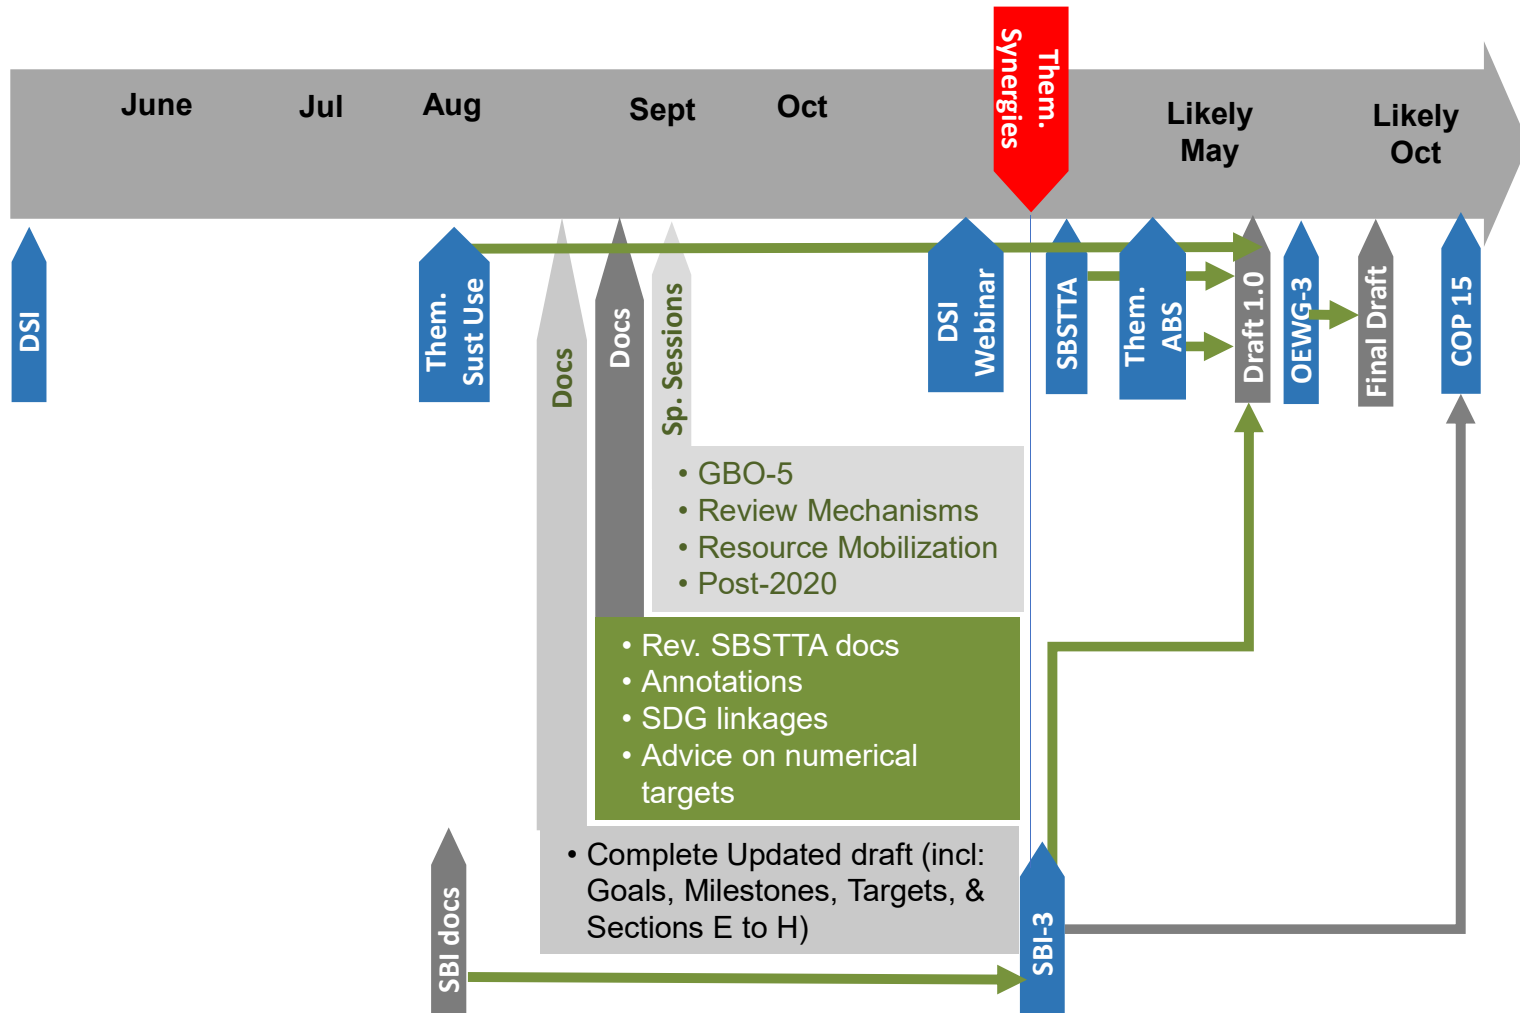 Them.
Synergies
June
Jul
Aug
Sept
Oct
Likely
May
Likely
Oct
DSI
Them.
Sust Use
Docs
Docs
Sp. Sessions
DSI
Webinar
SBSTTA
Them.
ABS
Draft 1.0
OEWG-3
Final Draft
COP 15
• GBO-5
• Review Mechanisms
• Resource Mobilization
• Post-2020
• Rev. SBSTTA docs
• Annotations
• SDG linkages
• Advice on numerical
targets
• Complete Updated draft (incl:
Goals, Milestones, Targets, &
Sections E to H)
SBI docs
SBI-3